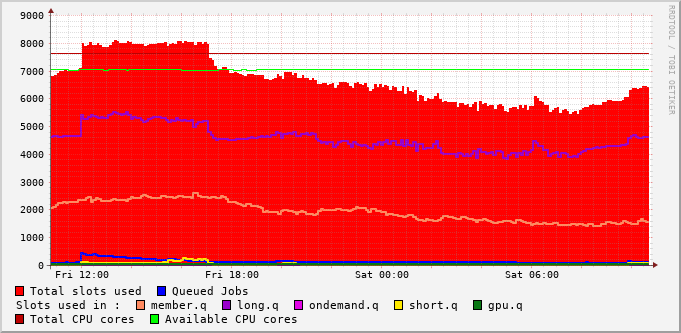 9000
8000
7000
6000
5000
4000
3000
2000
1000
0
Fri 12:00 Fri 18:00 Sat 00:00 Sat 06:00
Total slots used Queued Jobs
Slots used in : member.q long.q ondemand.q short.q gpu.q
Total CPU cores Available CPU cores
RRDTOOL / TOBI OETIKER